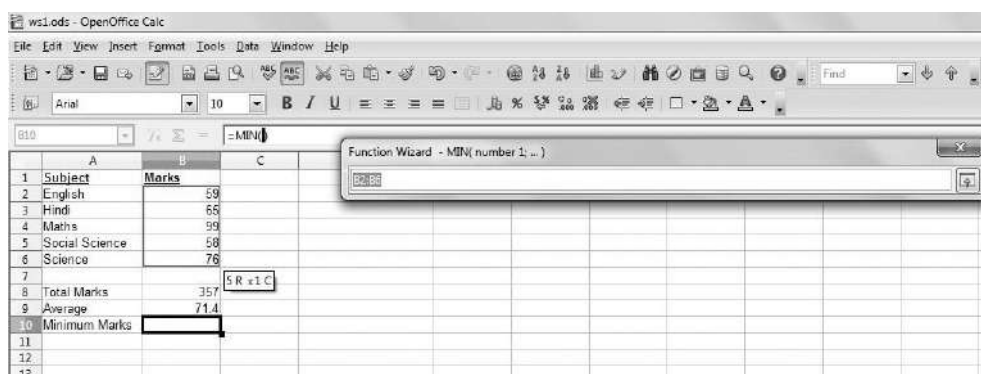 ws1.ods - OpenOffice Calc
File Edit View Insert Format Tools Data Window Help
Find
Arial 10 B I U
B10 =MIN()
Function Wizard - MIN( number 1; ... )
B2:B6
A B C
1 Subject Marks
2 English 59
3 Hindi 65
4 Maths 99
5 Social Science 58
6 Science 76
7
5 R x 1 C
8 Total Marks 357
9 Average 71.4
10 Minimum Marks
11
12
13